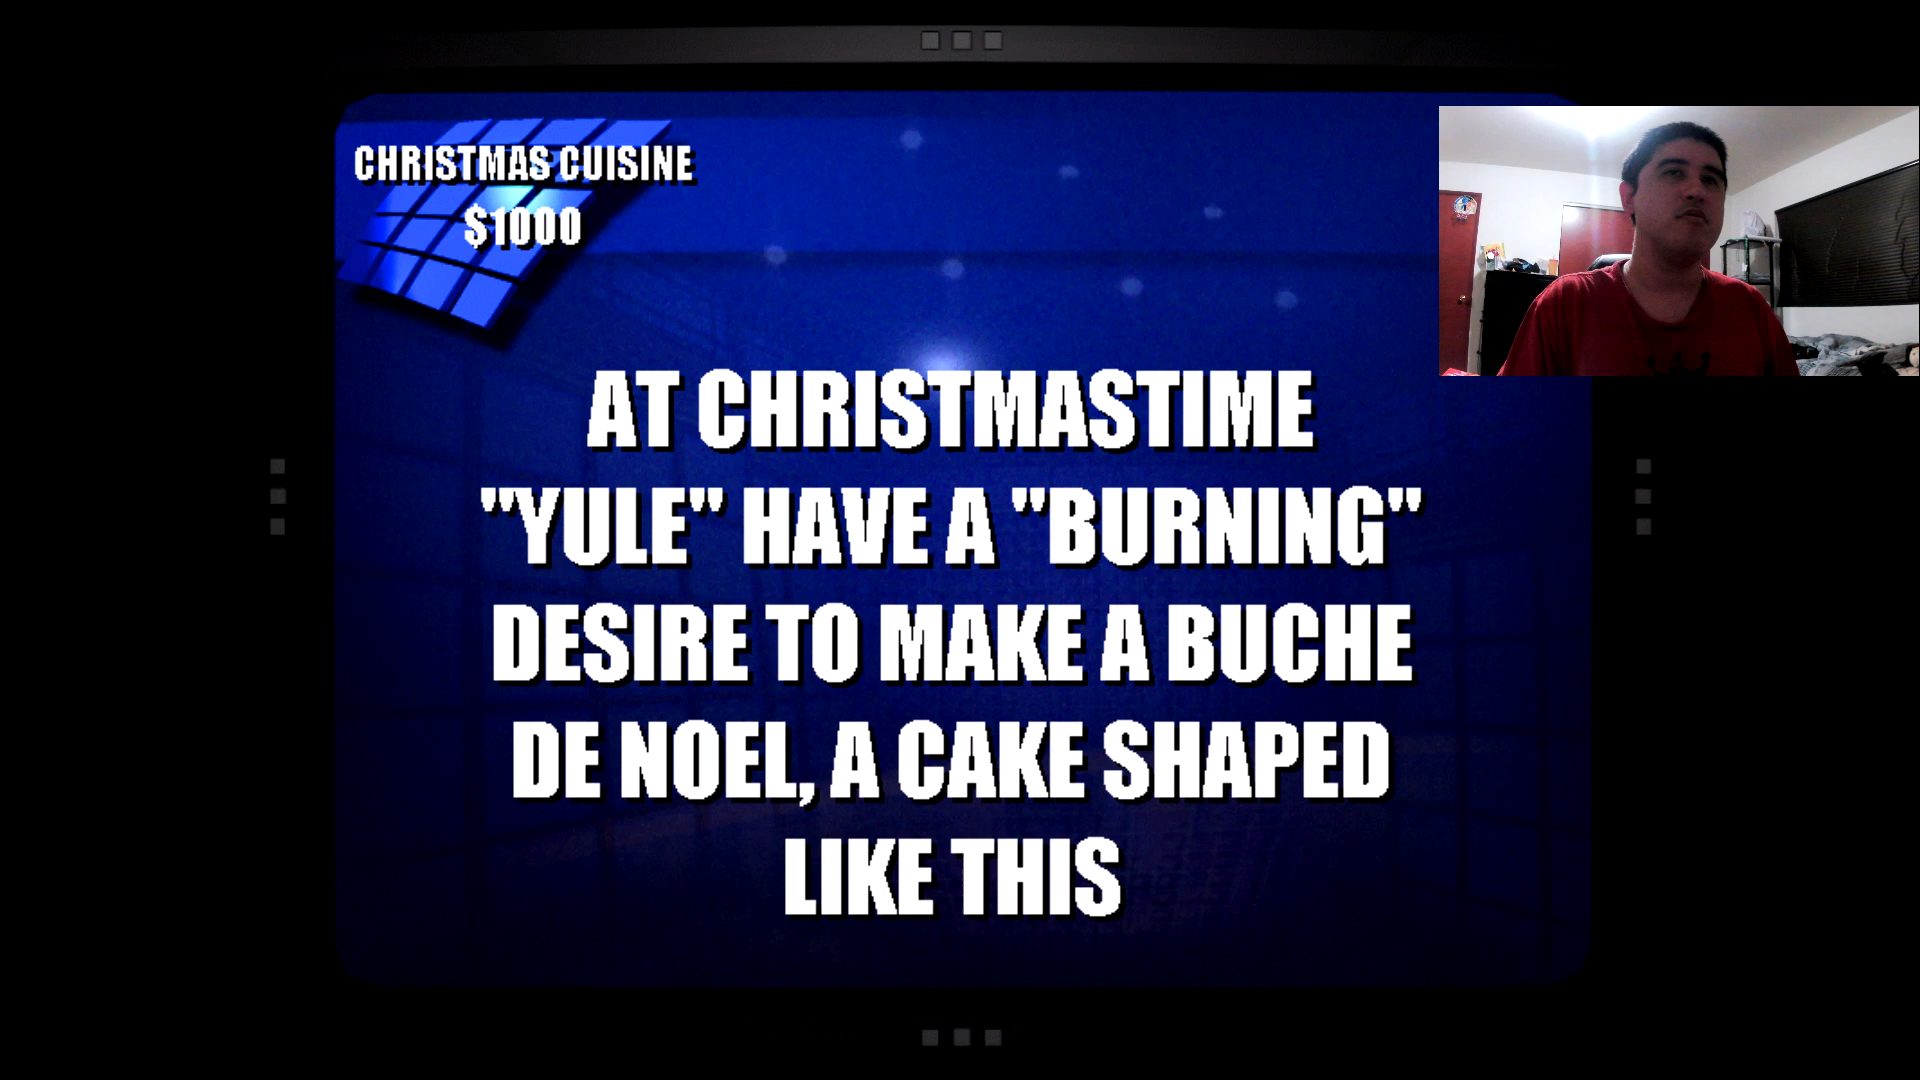 CHRISTMAS CUISINE
$1000
AT CHRISTMASTIME
"YULE" HAVE A "BURNING"
DESIRE TO MAKE A BUCHE
DE NOEL, A CAKE SHAPED
LIKE THIS